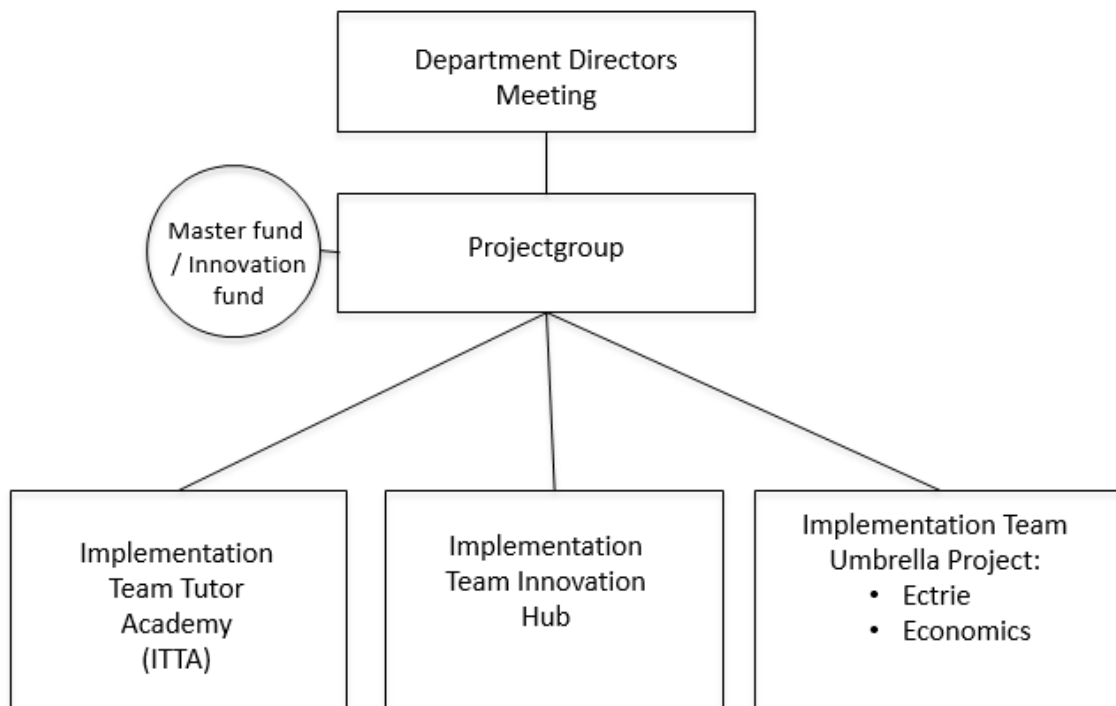 Department Directors
Meeting
Master fund
/ Innovation
fund
Projectgroup
Implementation
Team Tutor
Academy
(ITTA)
Implementation
Team Innovation
Hub
Implementation Team
Umbrella Project:
• Ectrie
• Economics